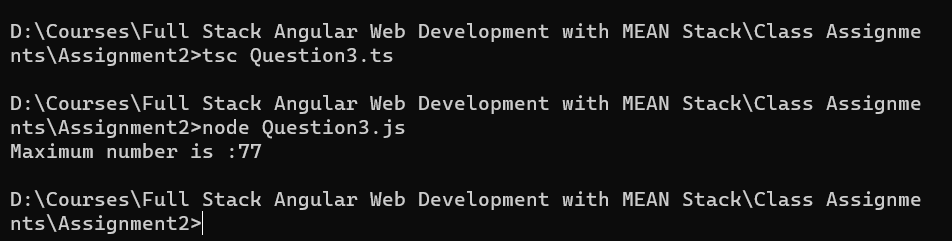 D:\Courses\Full Stack Angular Web Development with MEAN Stack\Class Assignme
nts\Assignment2>tsc Question3.ts
D:\Courses\Full Stack Angular Web Development with MEAN Stack\Class Assignme
nts\Assignment2>node Question3.js
Maximum number is :77
D:\Courses\Full Stack Angular Web Development with MEAN Stack\Class Assignme
nts\Assignment2>